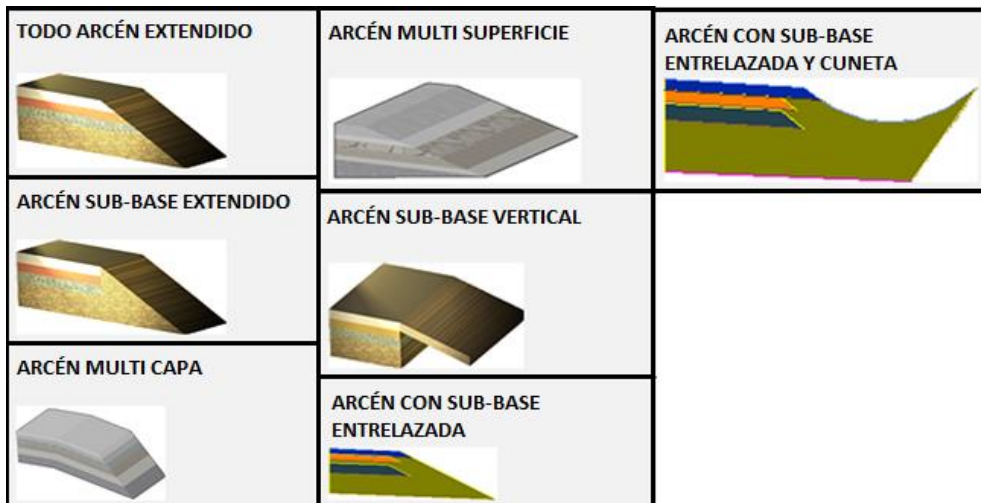 TODO ARCÉN EXTENDIDO
ARCÉN SUB-BASE EXTENDIDO
ARCÉN MULTI CAPA
ARCÉN MULTI SUPERFICIE
ARCÉN SUB-BASE VERTICAL
ARCÉN CON SUB-BASE
ENTRELAZADA
ARCÉN CON SUB-BASE
ENTRELAZADA Y CUNETA